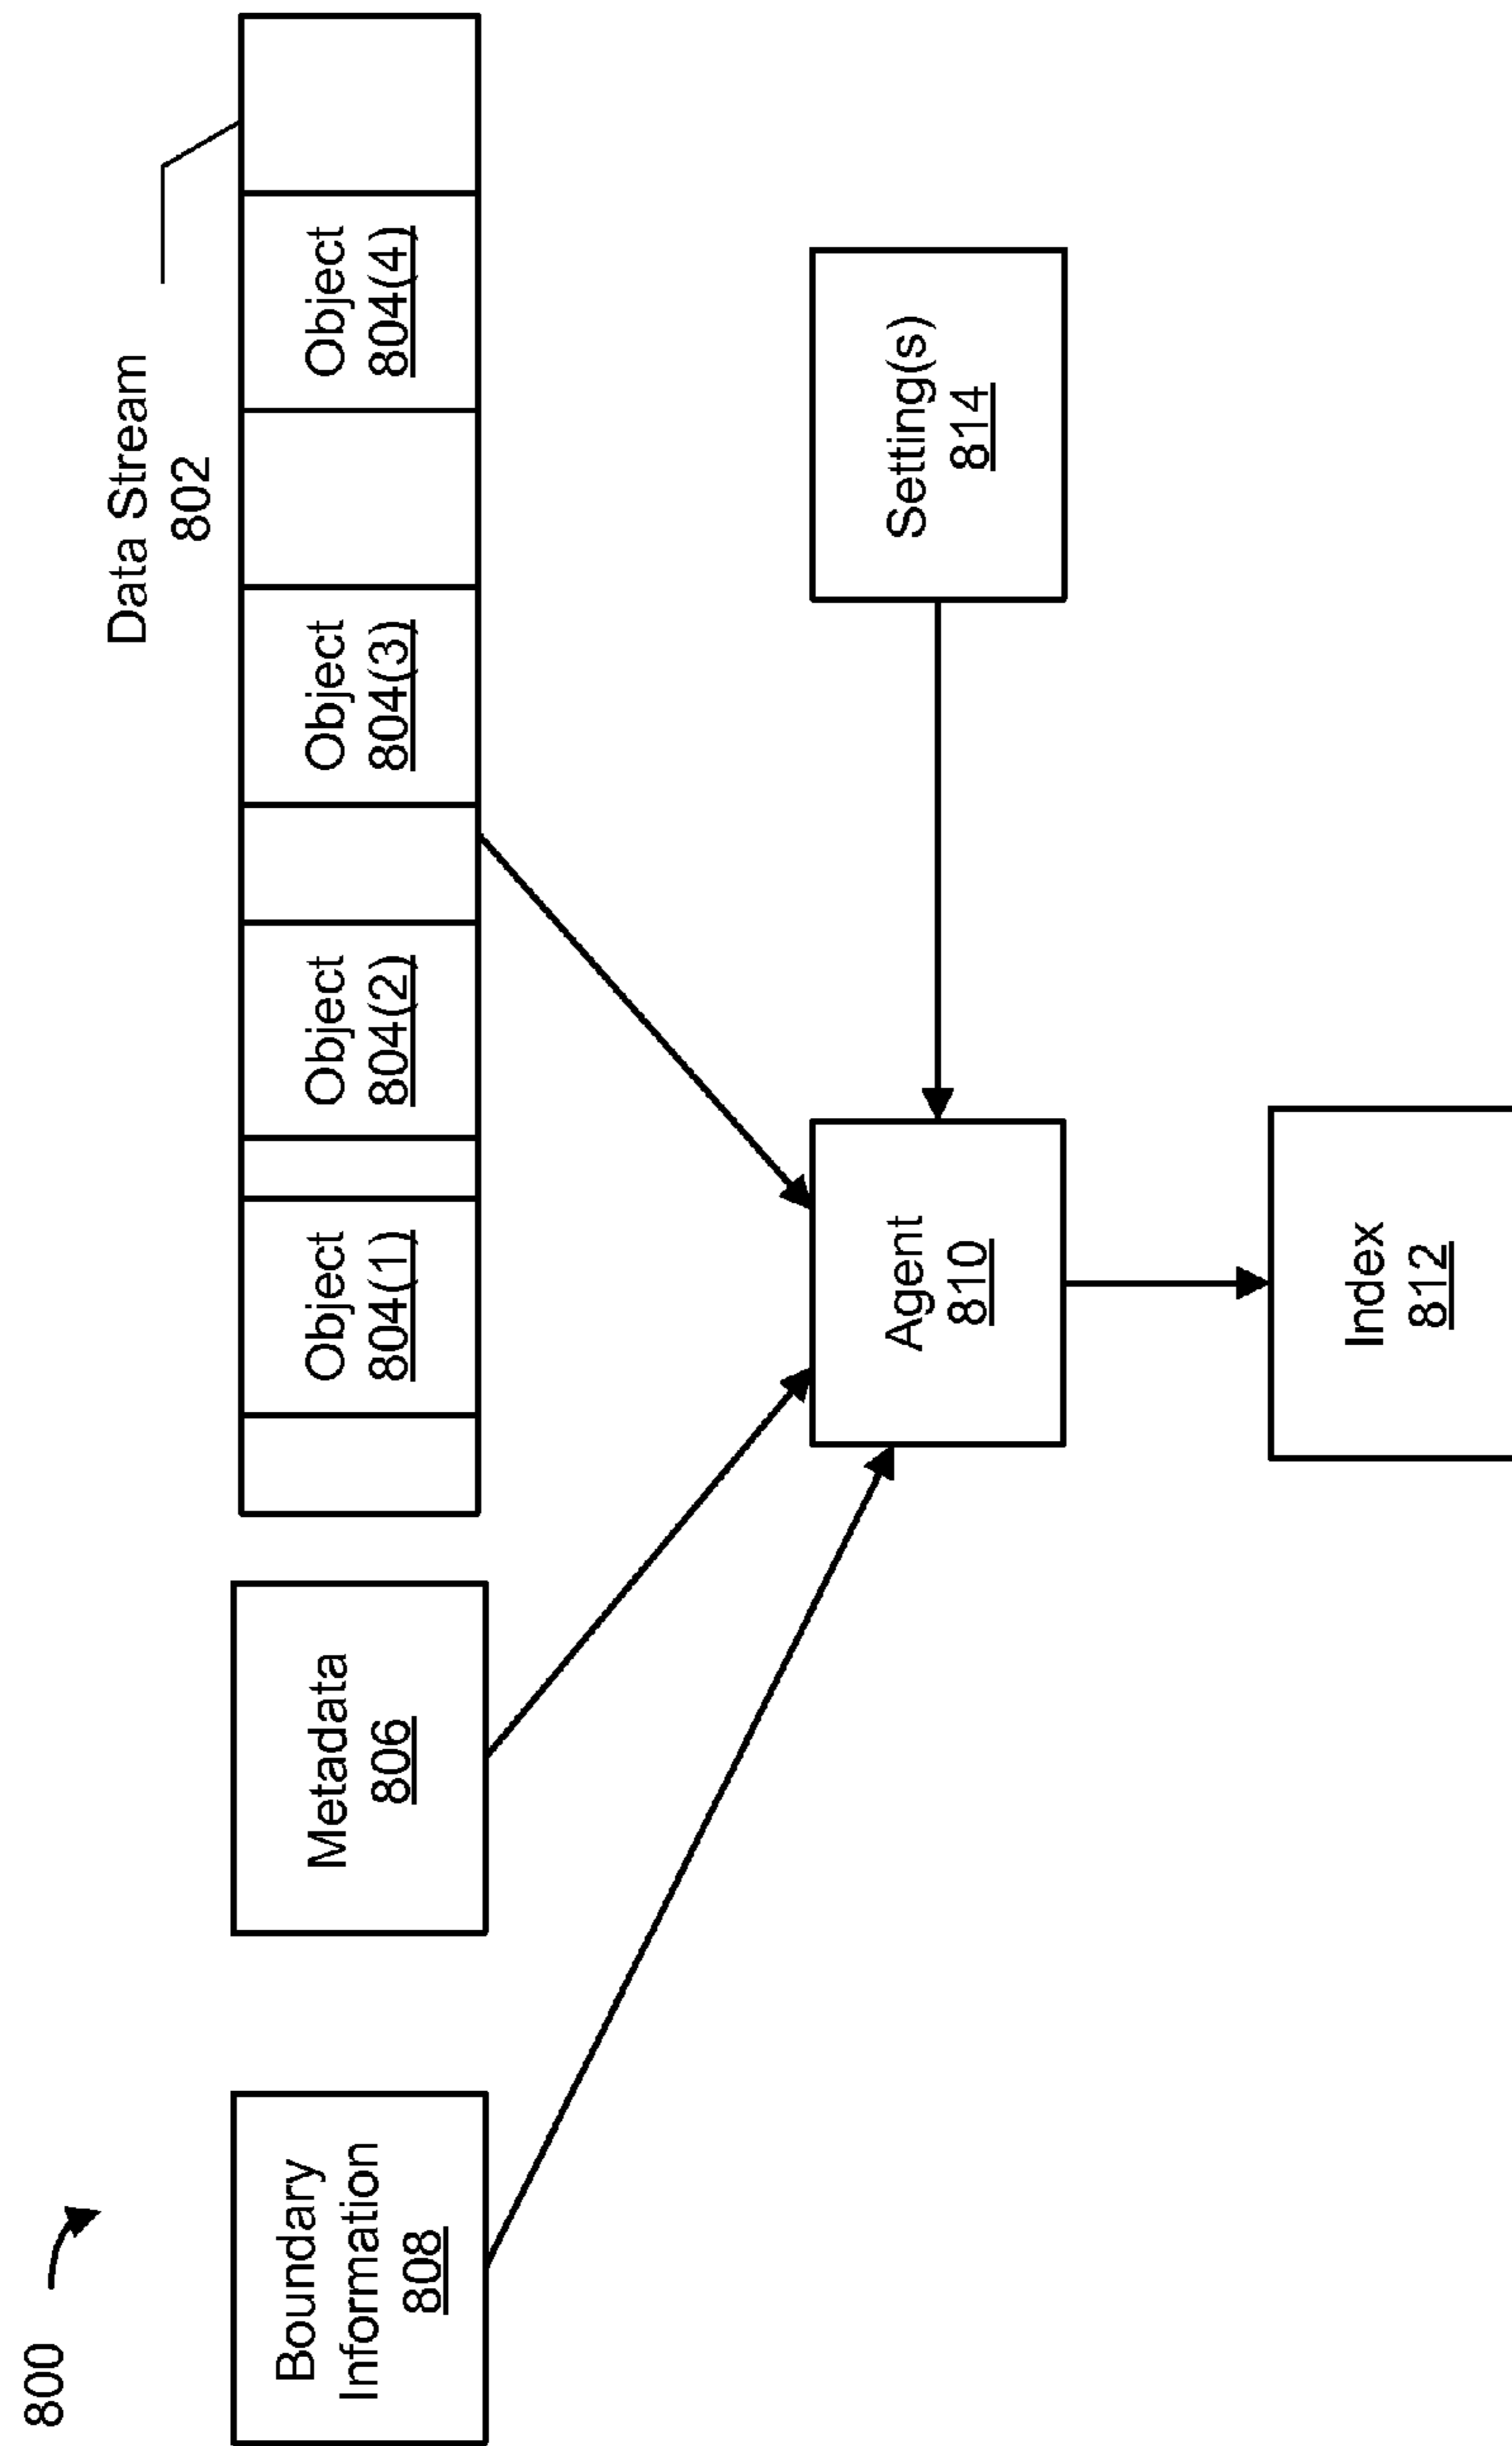 800
Data Stream
802
Boundary
Information
808
Metadata
806
Object
804(1)
Object
804(2)
Object
804(3)
Object
804(4)
Agent
810
Setting(s)
814
Index
812